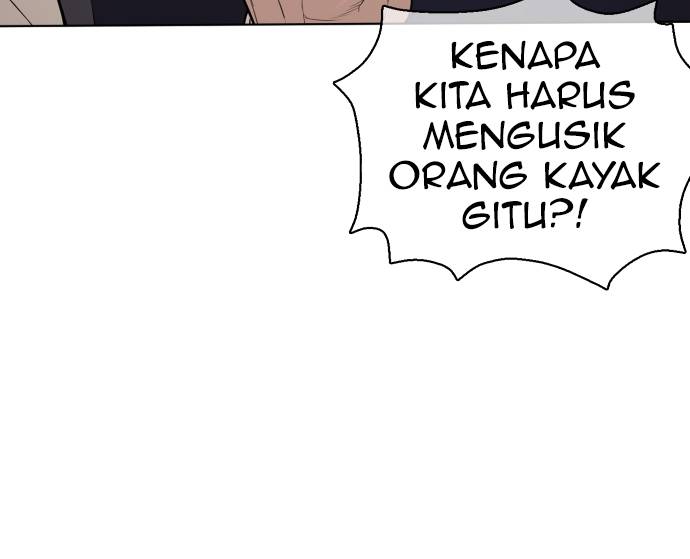 KENAPA
KITA HARUS
MENGUSIK
ORANG KAYAK
GITU?!